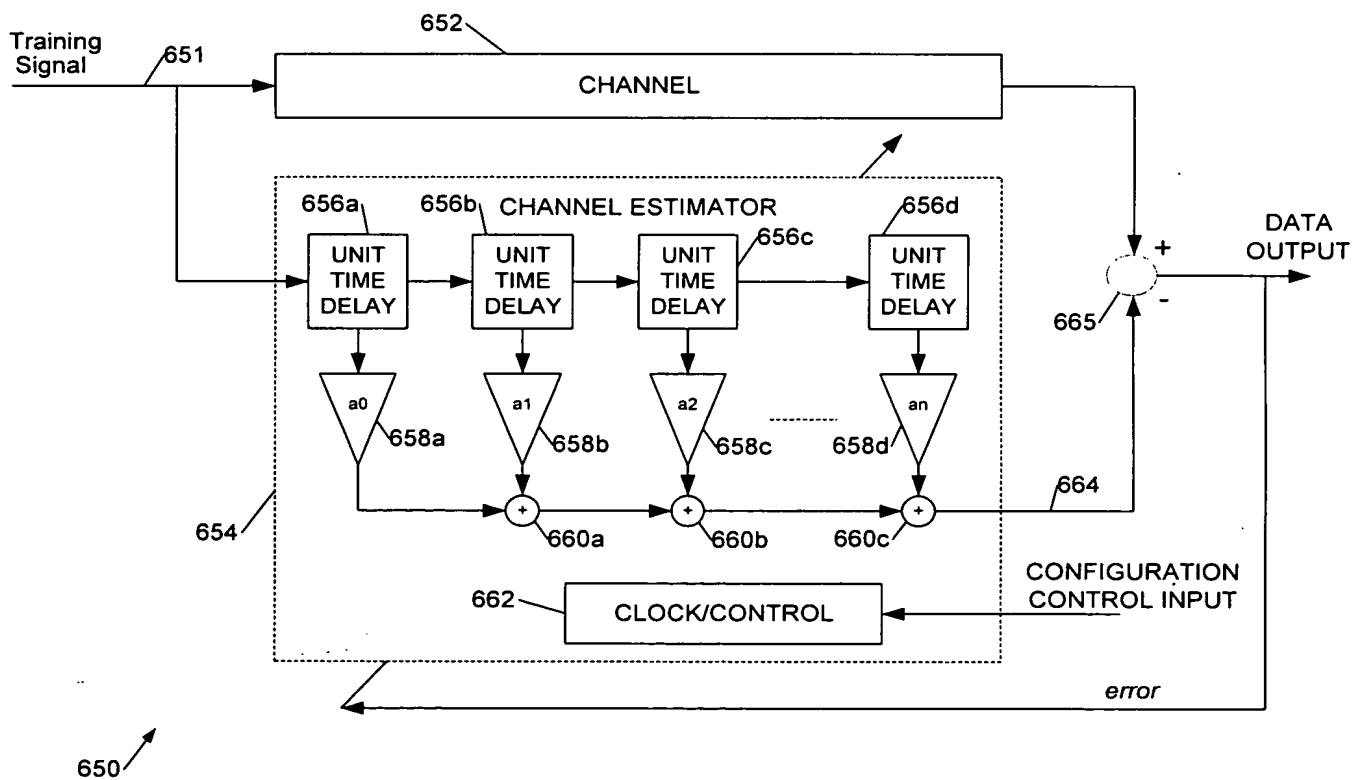 652
Training
Signal
651
CHANNEL
656a
656b
CHANNEL ESTIMATOR
656d
656c
UNIT
TIME
DELAY
UNIT
TIME
DELAY
UNIT
TIME
DELAY
UNIT
TIME
DELAY
DATA
OUTPUT
+
-
665
a0
a1
a2
an
658a
658b
658c
658d
+
+
+
664
654
660a
660b
660c
662
CLOCK/CONTROL
CONFIGURATION
CONTROL INPUT
error
650